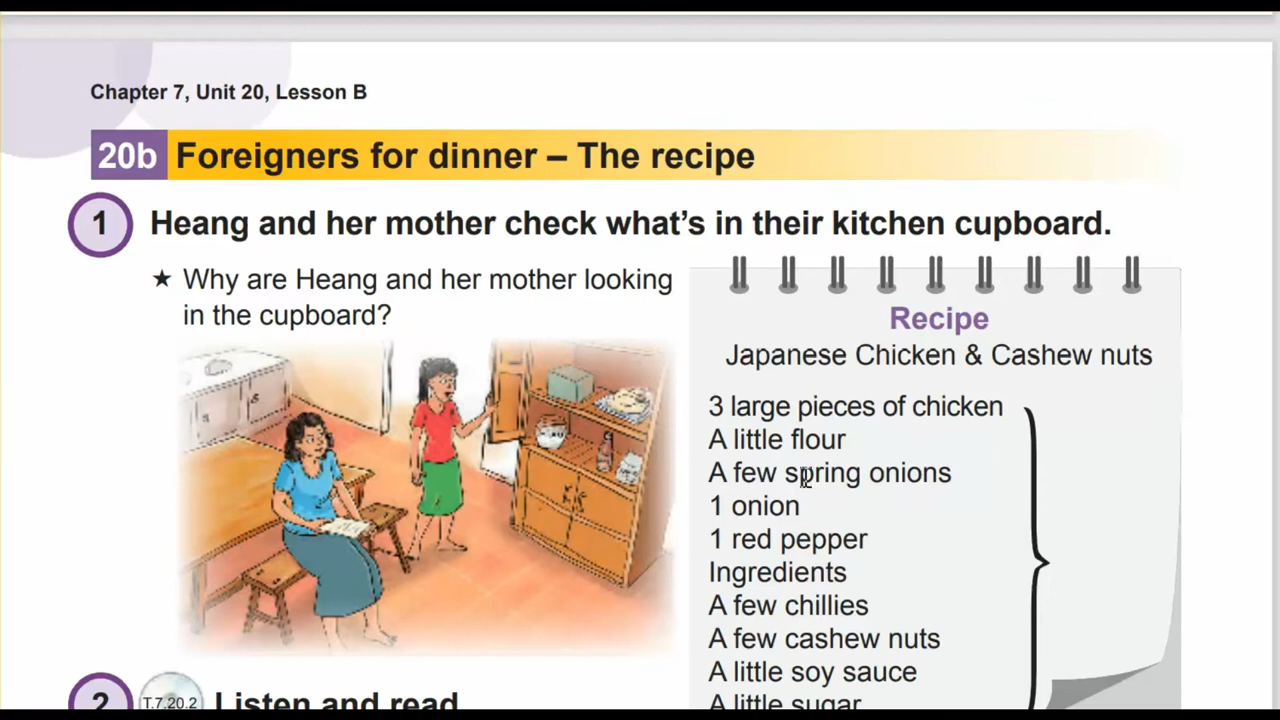 Chapter 7, Unit 20, Lesson B
20b Foreigners for dinner – The recipe
1 Heang and her mother check what's in their kitchen cupboard.
★ Why are Heang and her mother looking
in the cupboard?
Recipe
Japanese Chicken & Cashew nuts
3 large pieces of chicken
A little flour
A few spring onions
1 onion
1 red pepper
Ingredients
A few chillies
A few cashew nuts
A little soy sauce
A little sugar
2 T.7.20.2 Listen and read